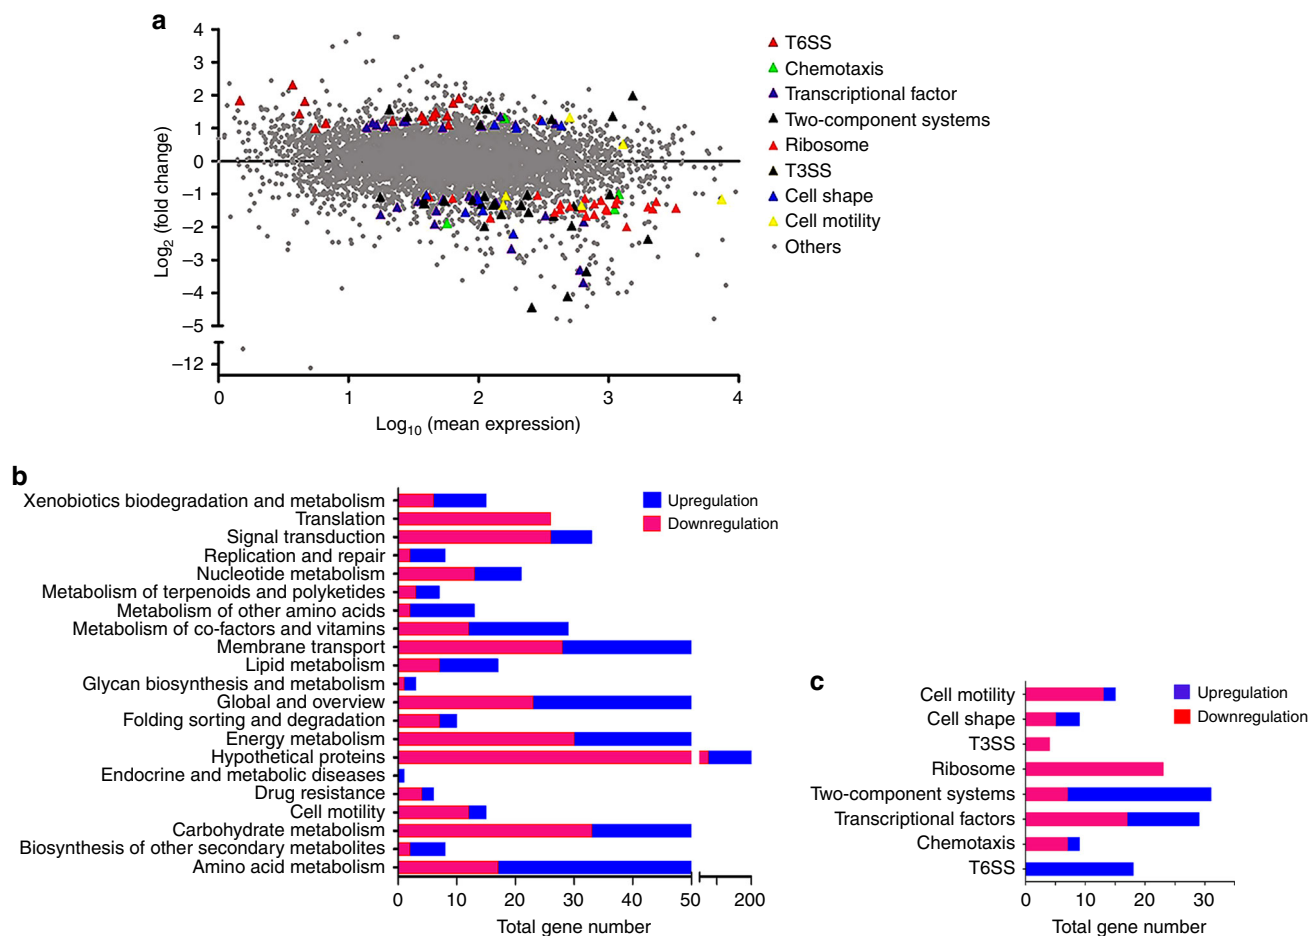 a
4
3
2
1
0
−1
−2
−3
−4
−5
−12
Log2 (fold change)
0 1 2 3 4
Log10 (mean expression)
T6SS
Chemotaxis
Transcriptional factor
Two-component systems
Ribosome
T3SS
Cell shape
Cell motility
Others
b
Xenobiotics biodegradation and metabolism
Translation
Signal transduction
Replication and repair
Nucleotide metabolism
Metabolism of terpenoids and polyketides
Metabolism of other amino acids
Metabolism of co-factors and vitamins
Membrane transport
Lipid metabolism
Glycan biosynthesis and metabolism
Global and overview
Folding sorting and degradation
Energy metabolism
Hypothetical proteins
Endocrine and metabolic diseases
Drug resistance
Cell motility
Carbohydrate metabolism
Biosynthesis of other secondary metabolites
Amino acid metabolism
0 10 20 30 40 50 200
Total gene number
Upregulation
Downregulation
c
Cell motility
Cell shape
T3SS
Ribosome
Two-component systems
Transcriptional factors
Chemotaxis
T6SS
0 10 20 30
Total gene number
Upregulation
Downregulation